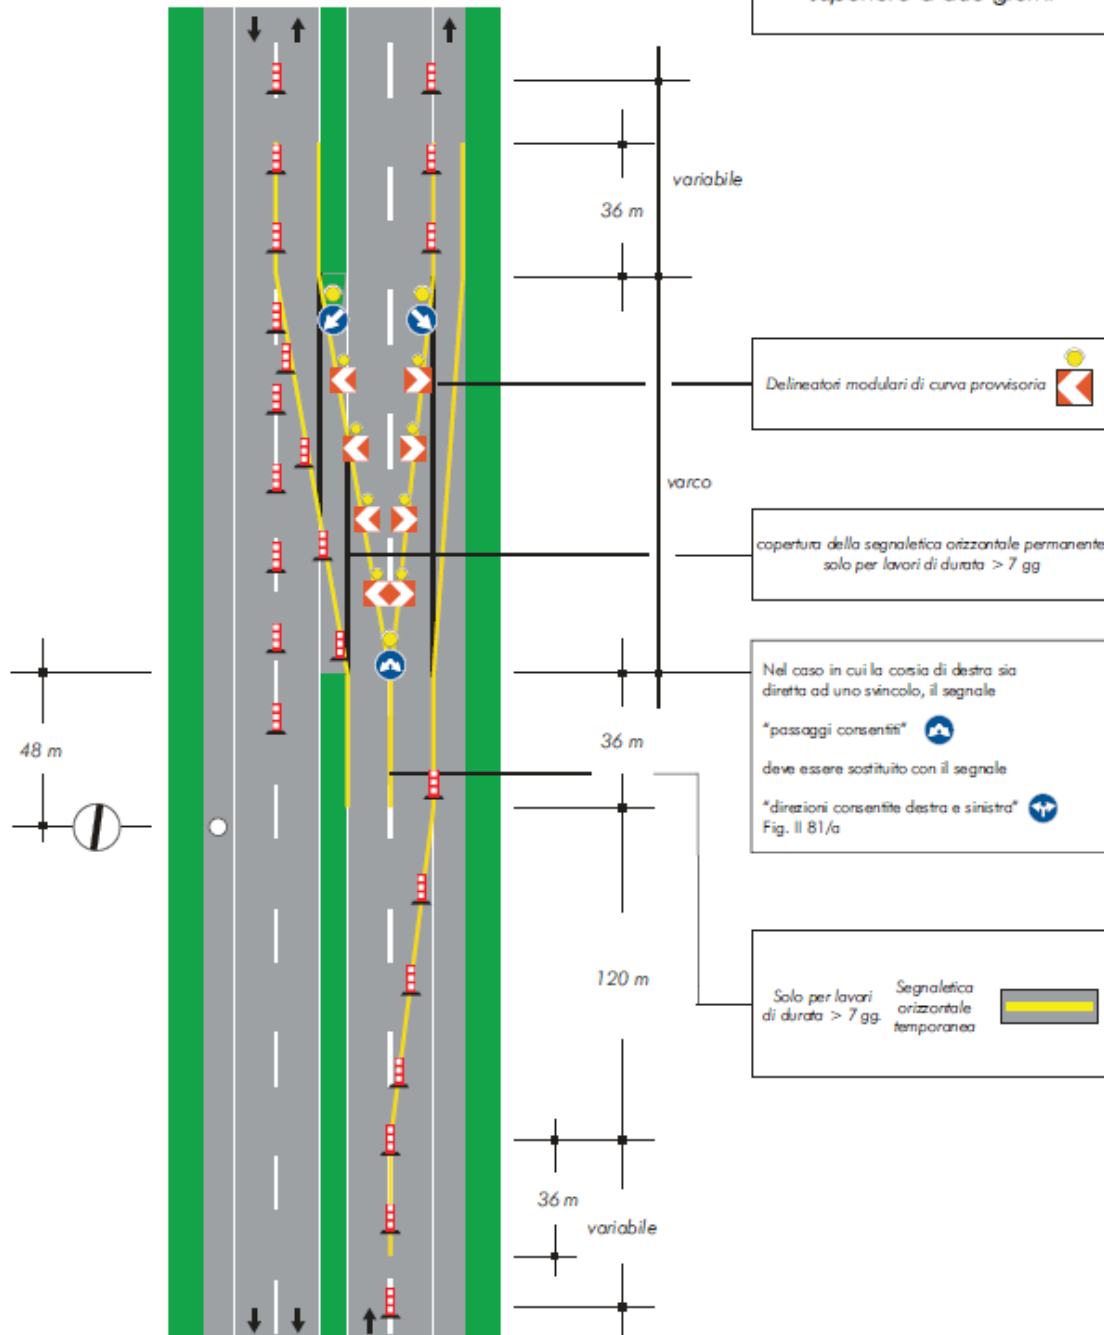 variabile
36 m
Delineatori modulari di curva provvisoria
varco
copertura della segnaletica orizzontale permanente
solo per lavori di durata > 7 gg
Nel caso in cui la corsia di destra sia
diretta ad uno svincolo, il segnale
"passaggi consentiti"
deve essere sostituito con il segnale
"direzioni consentite destra e sinistra"
Fig. II 81/a
48 m
36 m
120 m
Solo per lavori
di durata > 7 gg.
Segnaletica
orizzontale
temporanea
36 m
variabile